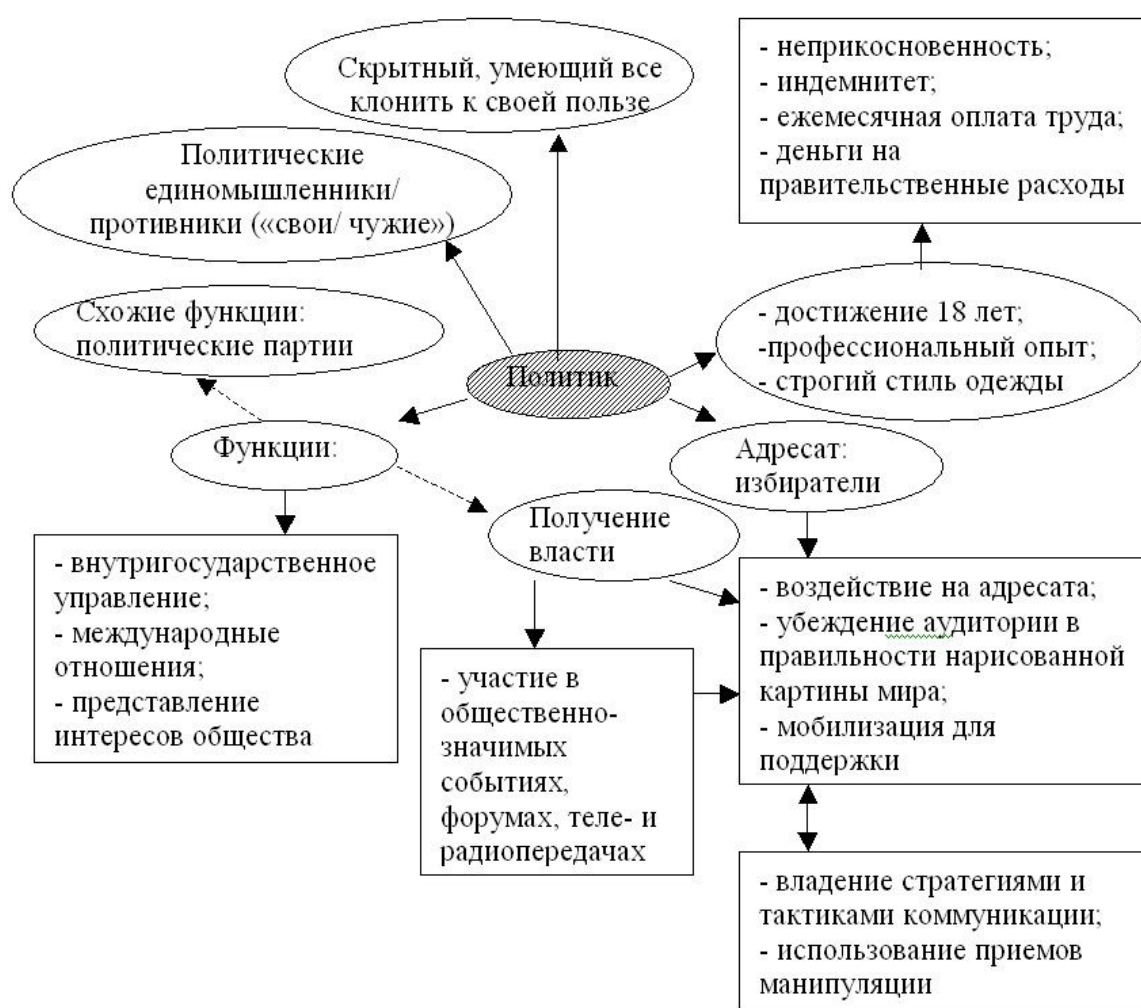 Скрытный, умеющий все
клонить к своей пользе
- неприкосновенность;
- индемнитет;
- ежемесячная оплата труда;
- деньги на
правительственные расходы
Политические
единомышленники/
противники («свои/ чужие»)
Схожие функции:
политические партии
- достижение 18 лет;
-профессиональный опыт;
- строгий стиль одежды
Политик
Функции:
Адресат:
избиратели
Получение
власти
- внутригосударственное
управление;
- международные
отношения;
- представление
интересов общества
- воздействие на адресата;
- убеждение аудитории в
правильности нарисованной
картины мира;
- мобилизация для
поддержки
- участие в
общественно-
значимых
событиях,
форумах, теле- и
радиопередачах
- владение стратегиями и
тактиками коммуникации;
- использование приемов
манипуляции